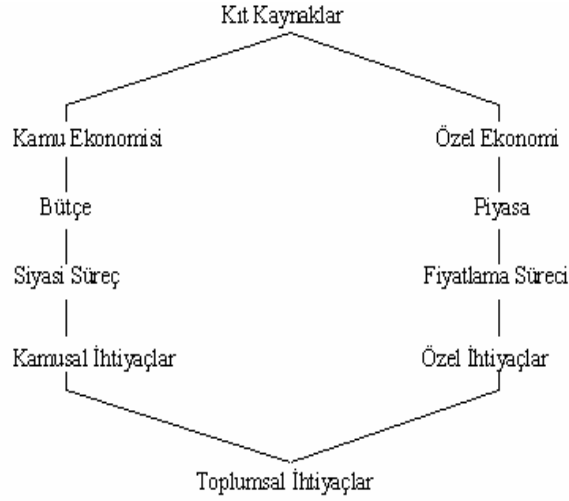 Kıt Kaynaklar
Kamu Ekonomisi
Özel Ekonomi
Bütçe
Piyasa
Siyasi Süreç
Fiyatlama Süreci
Kamusal İhtiyaçlar
Özel İhtiyaçlar
Toplumsal İhtiyaçlar